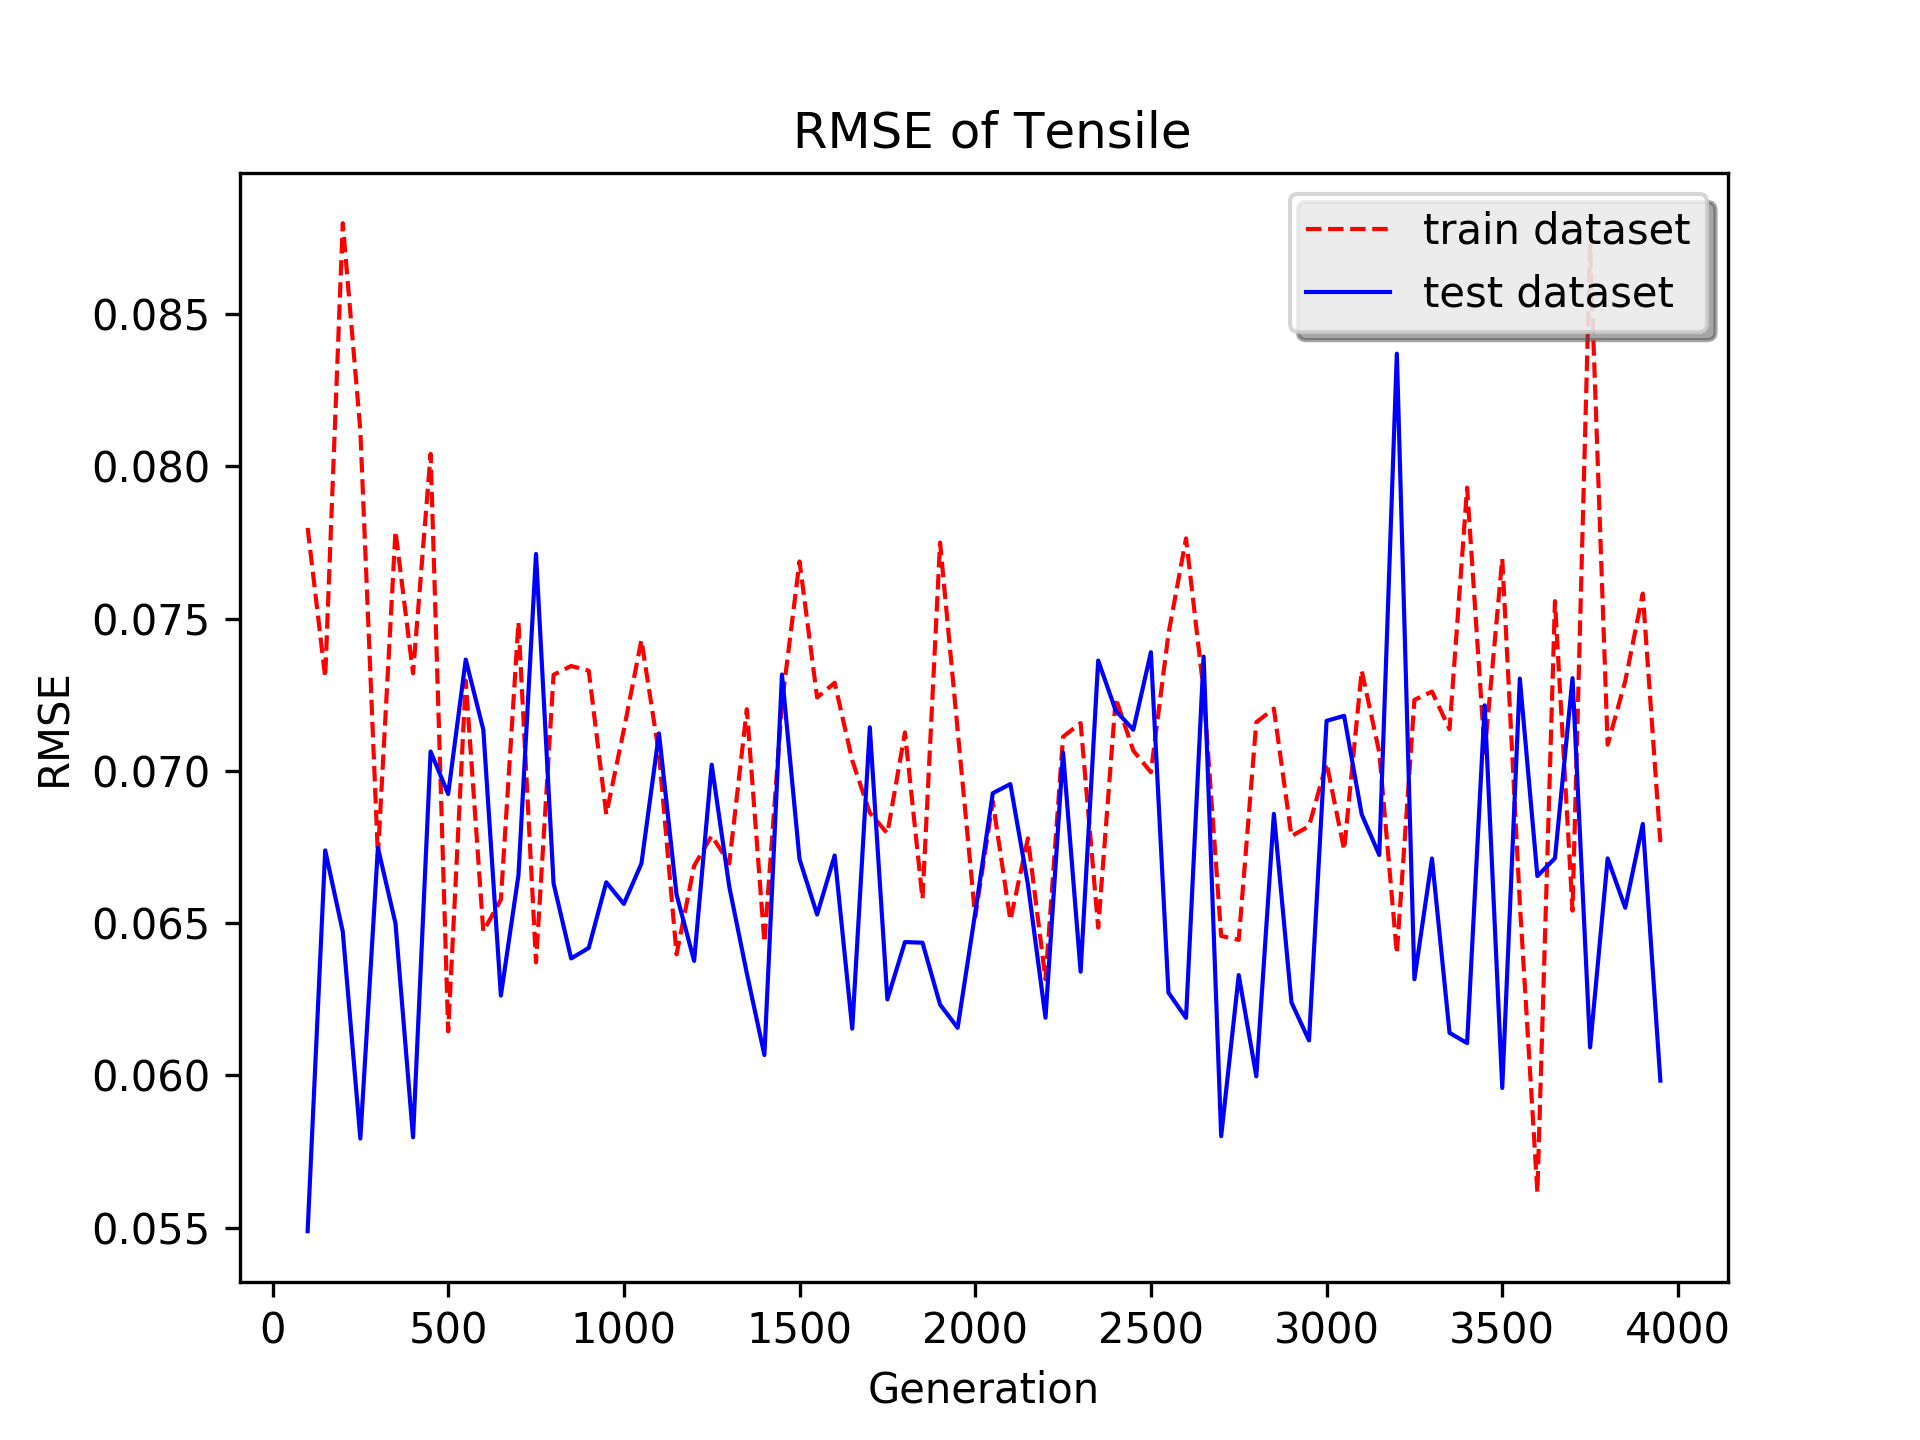 RMSE of Tensile
train dataset
test dataset
0.085
0.080
0.075
0.070
0.065
0.060
0.055
RMSE
0 500 1000 1500 2000 2500 3000 3500 4000
Generation